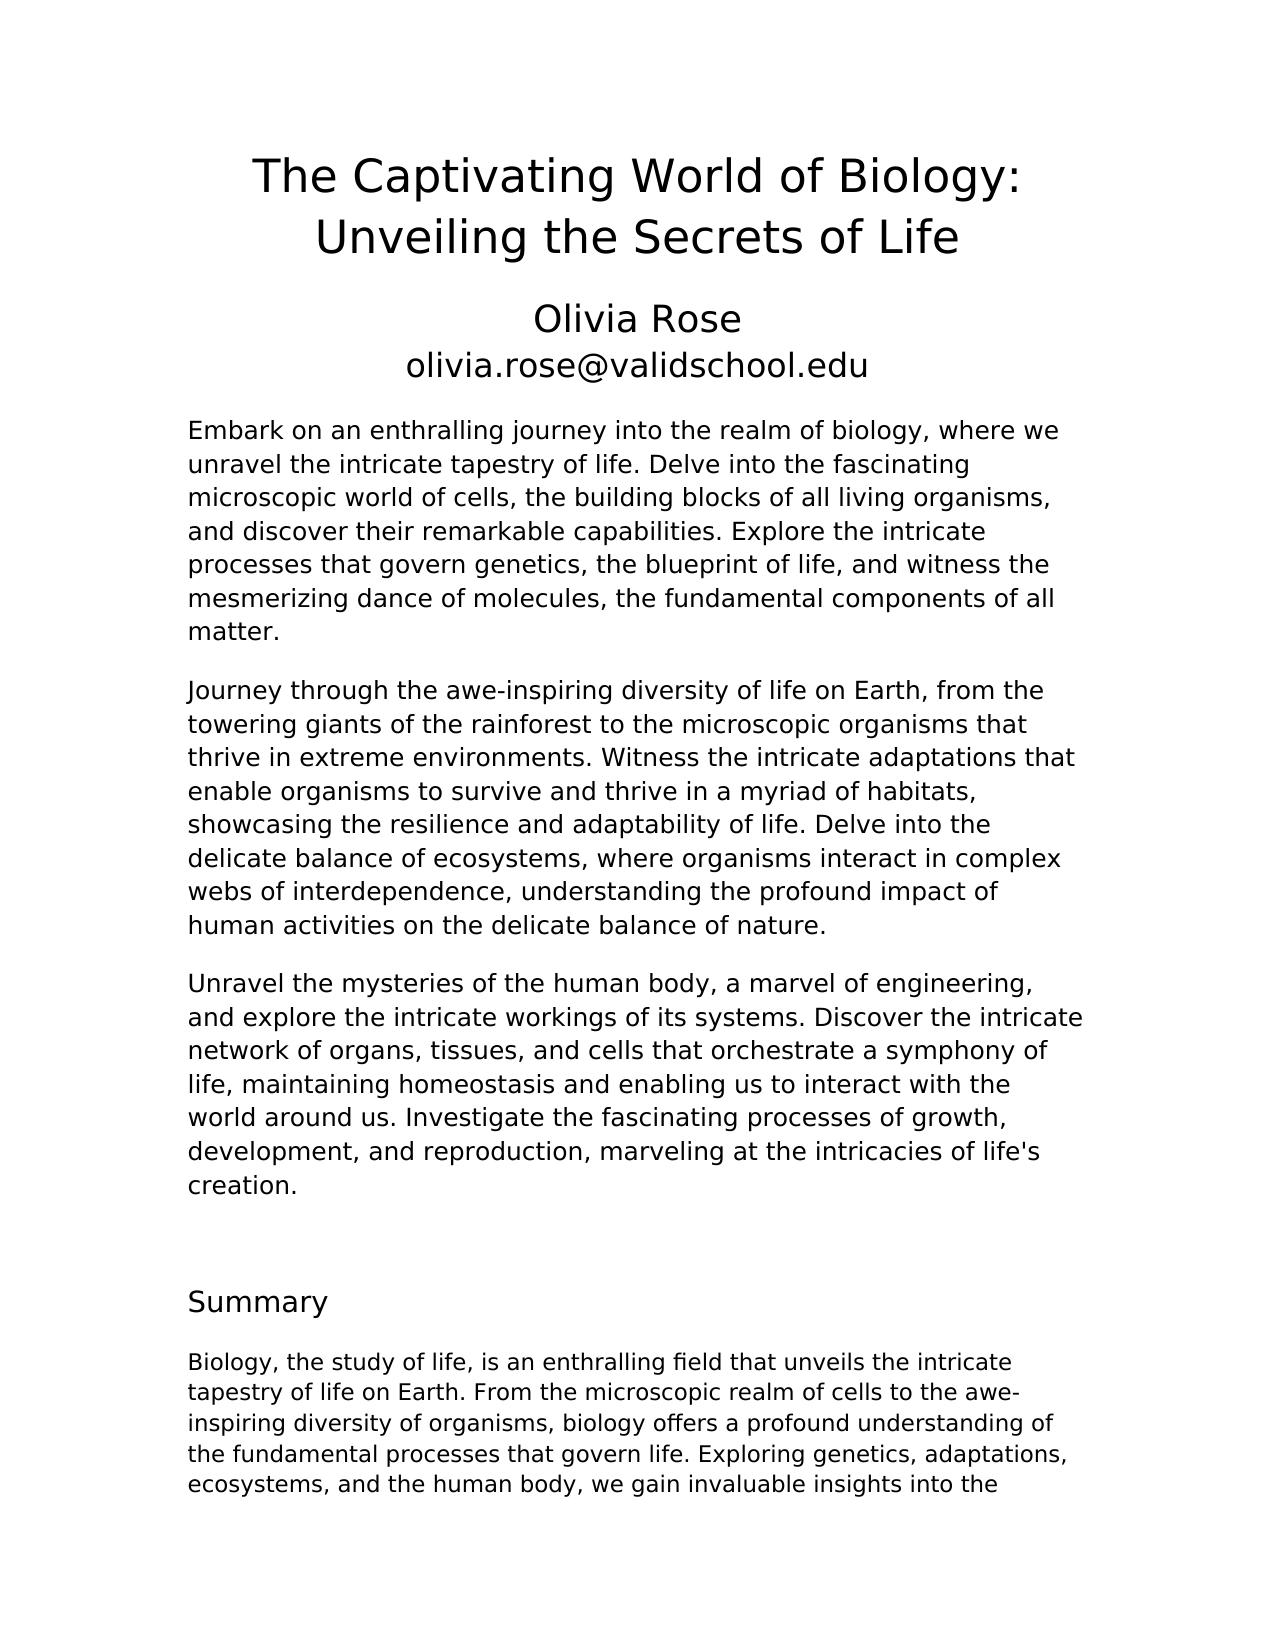 The Captivating World of Biology:
Unveiling the Secrets of Life
Olivia Rose
olivia.rose@validschool.edu
Embark on an enthralling journey into the realm of biology, where we
unravel the intricate tapestry of life. Delve into the fascinating
microscopic world of cells, the building blocks of all living organisms,
and discover their remarkable capabilities. Explore the intricate
processes that govern genetics, the blueprint of life, and witness the
mesmerizing dance of molecules, the fundamental components of all
matter.
Journey through the awe-inspiring diversity of life on Earth, from the
towering giants of the rainforest to the microscopic organisms that
thrive in extreme environments. Witness the intricate adaptations that
enable organisms to survive and thrive in a myriad of habitats,
showcasing the resilience and adaptability of life. Delve into the
delicate balance of ecosystems, where organisms interact in complex
webs of interdependence, understanding the profound impact of
human activities on the delicate balance of nature.
Unravel the mysteries of the human body, a marvel of engineering,
and explore the intricate workings of its systems. Discover the intricate
network of organs, tissues, and cells that orchestrate a symphony of
life, maintaining homeostasis and enabling us to interact with the
world around us. Investigate the fascinating processes of growth,
development, and reproduction, marveling at the intricacies of life's
creation.
Summary
Biology, the study of life, is an enthralling field that unveils the intricate
tapestry of life on Earth. From the microscopic realm of cells to the awe-
inspiring diversity of organisms, biology offers a profound understanding of
the fundamental processes that govern life. Exploring genetics, adaptations,
ecosystems, and the human body, we gain invaluable insights into the